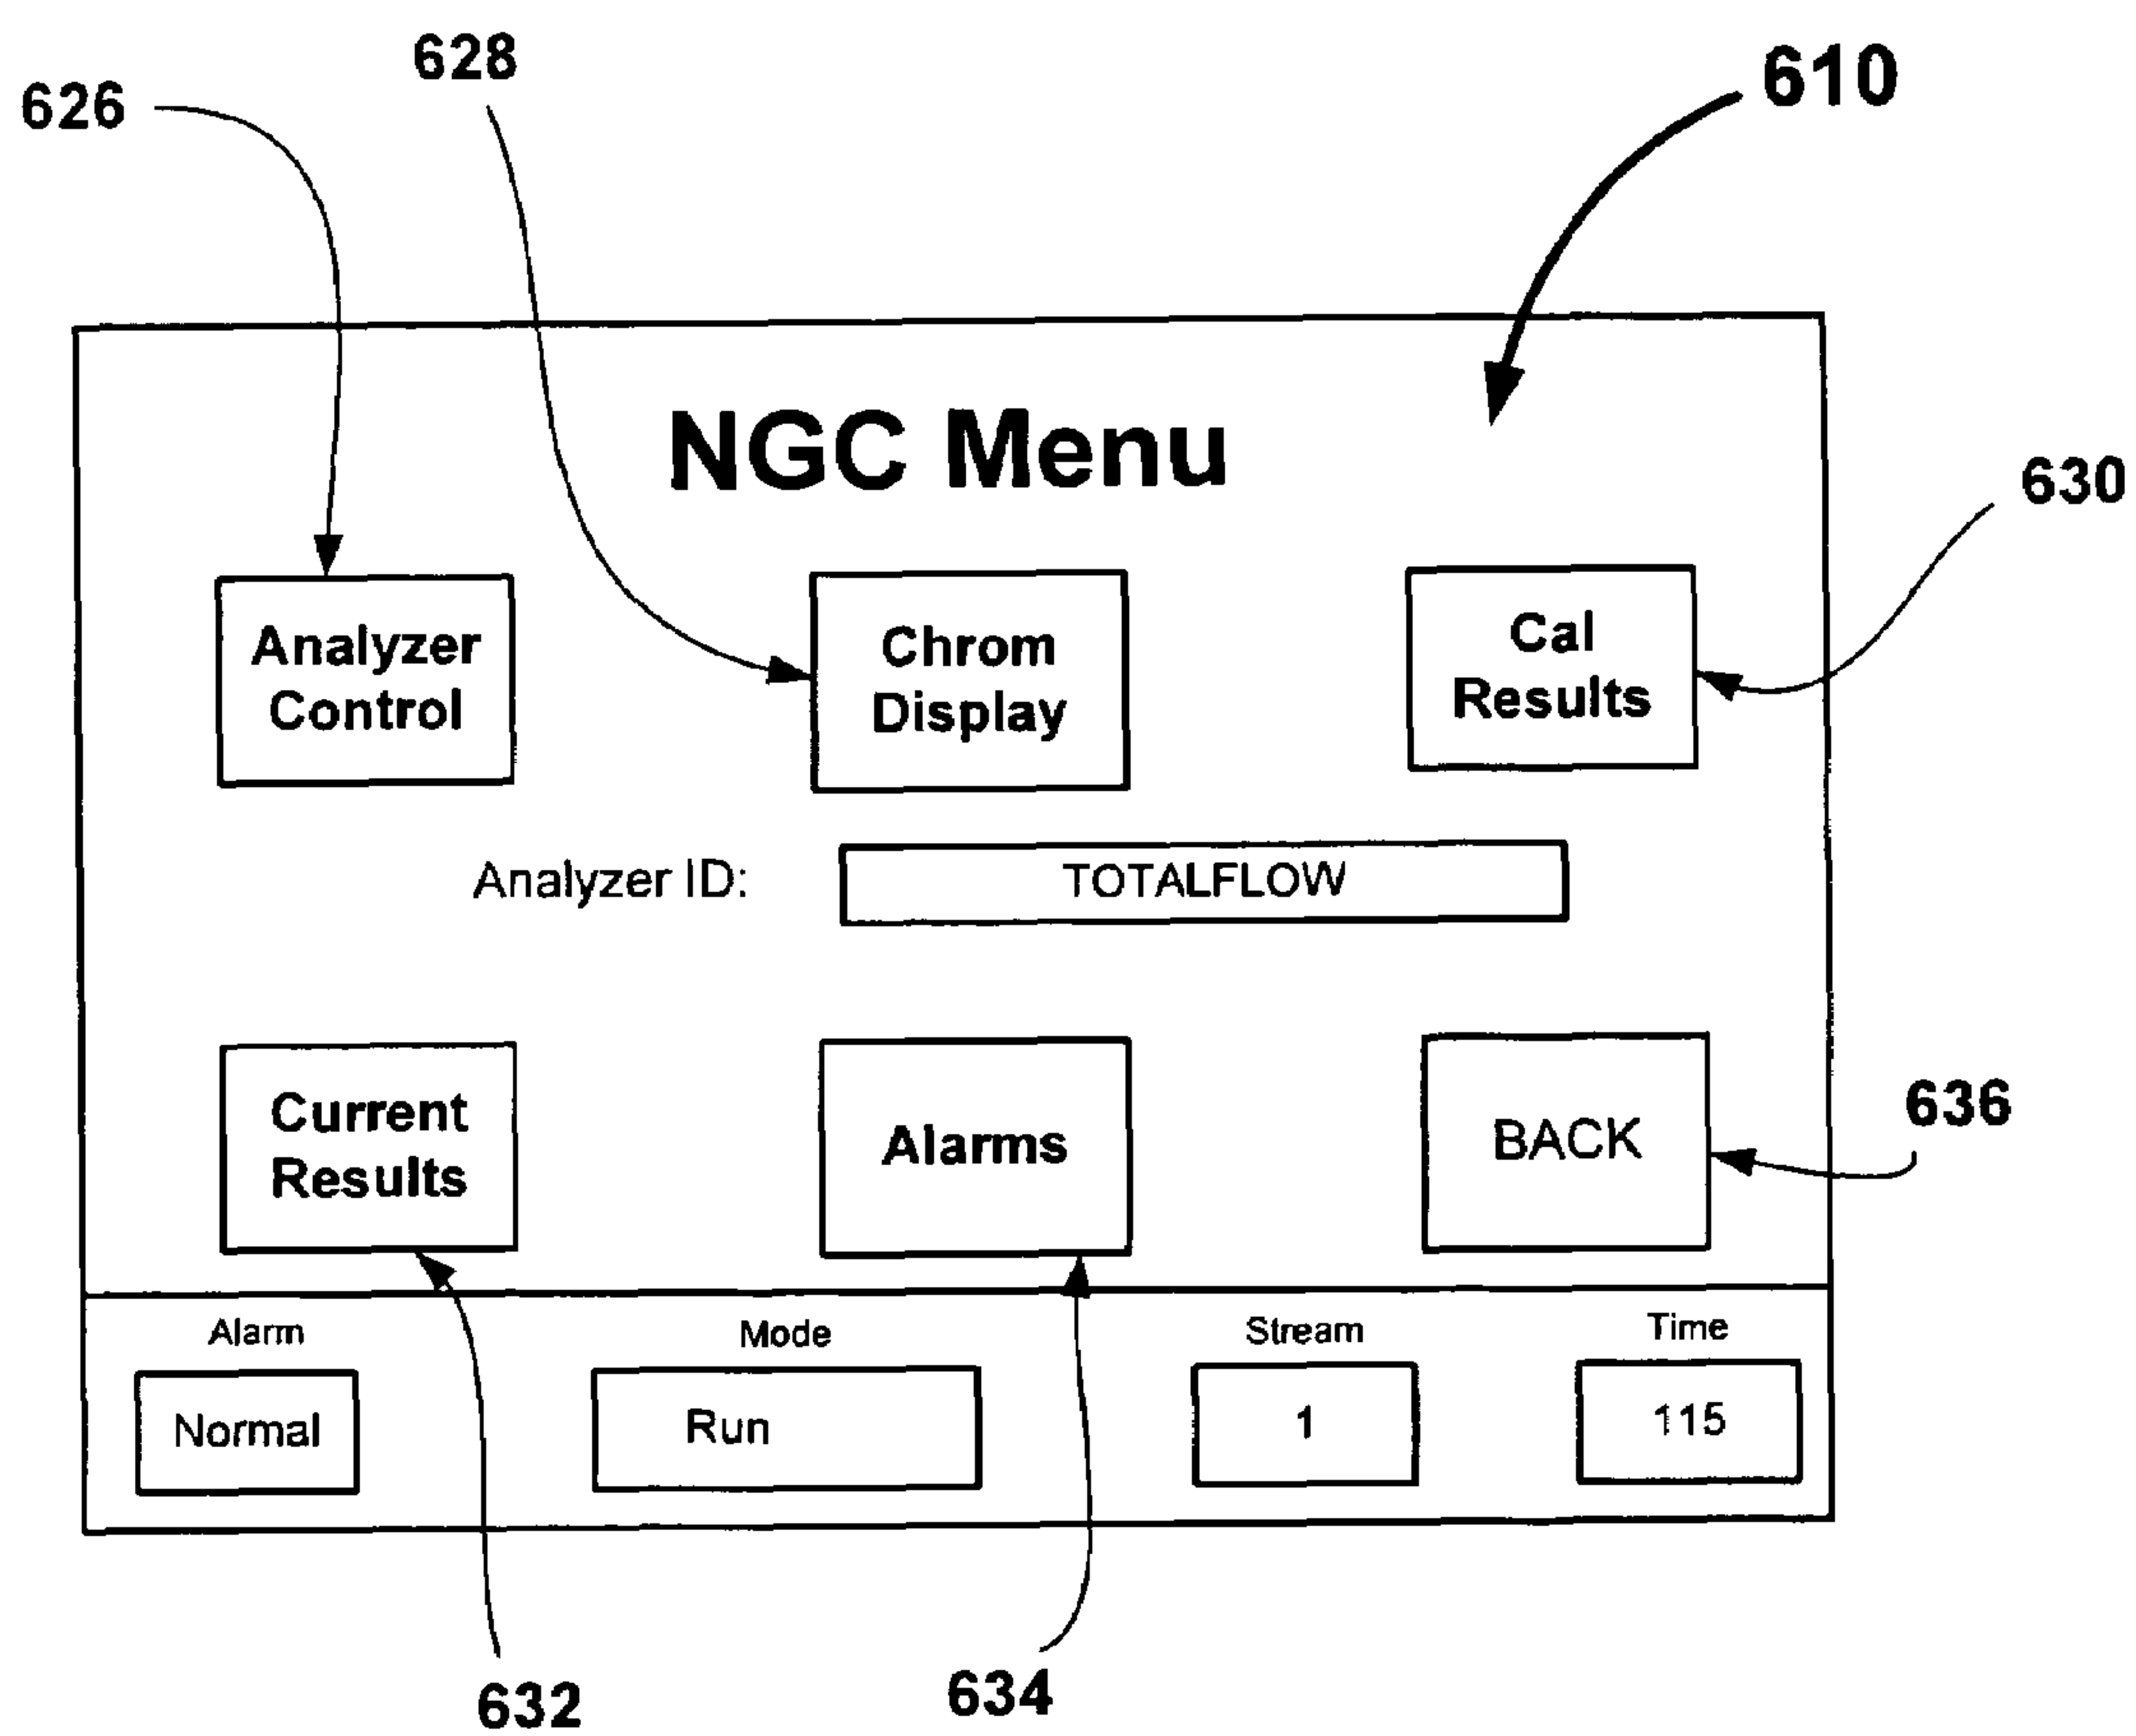 628
610
626
NGC Menu
630
Analyzer
Control
Chrom
Display
Cal
Results
Analyzer ID:
TOTALFLOW
Current
Results
Alarms
BACK
636
Alarm
Mode
Stream
Time
Normal
Run
1
115
632
634